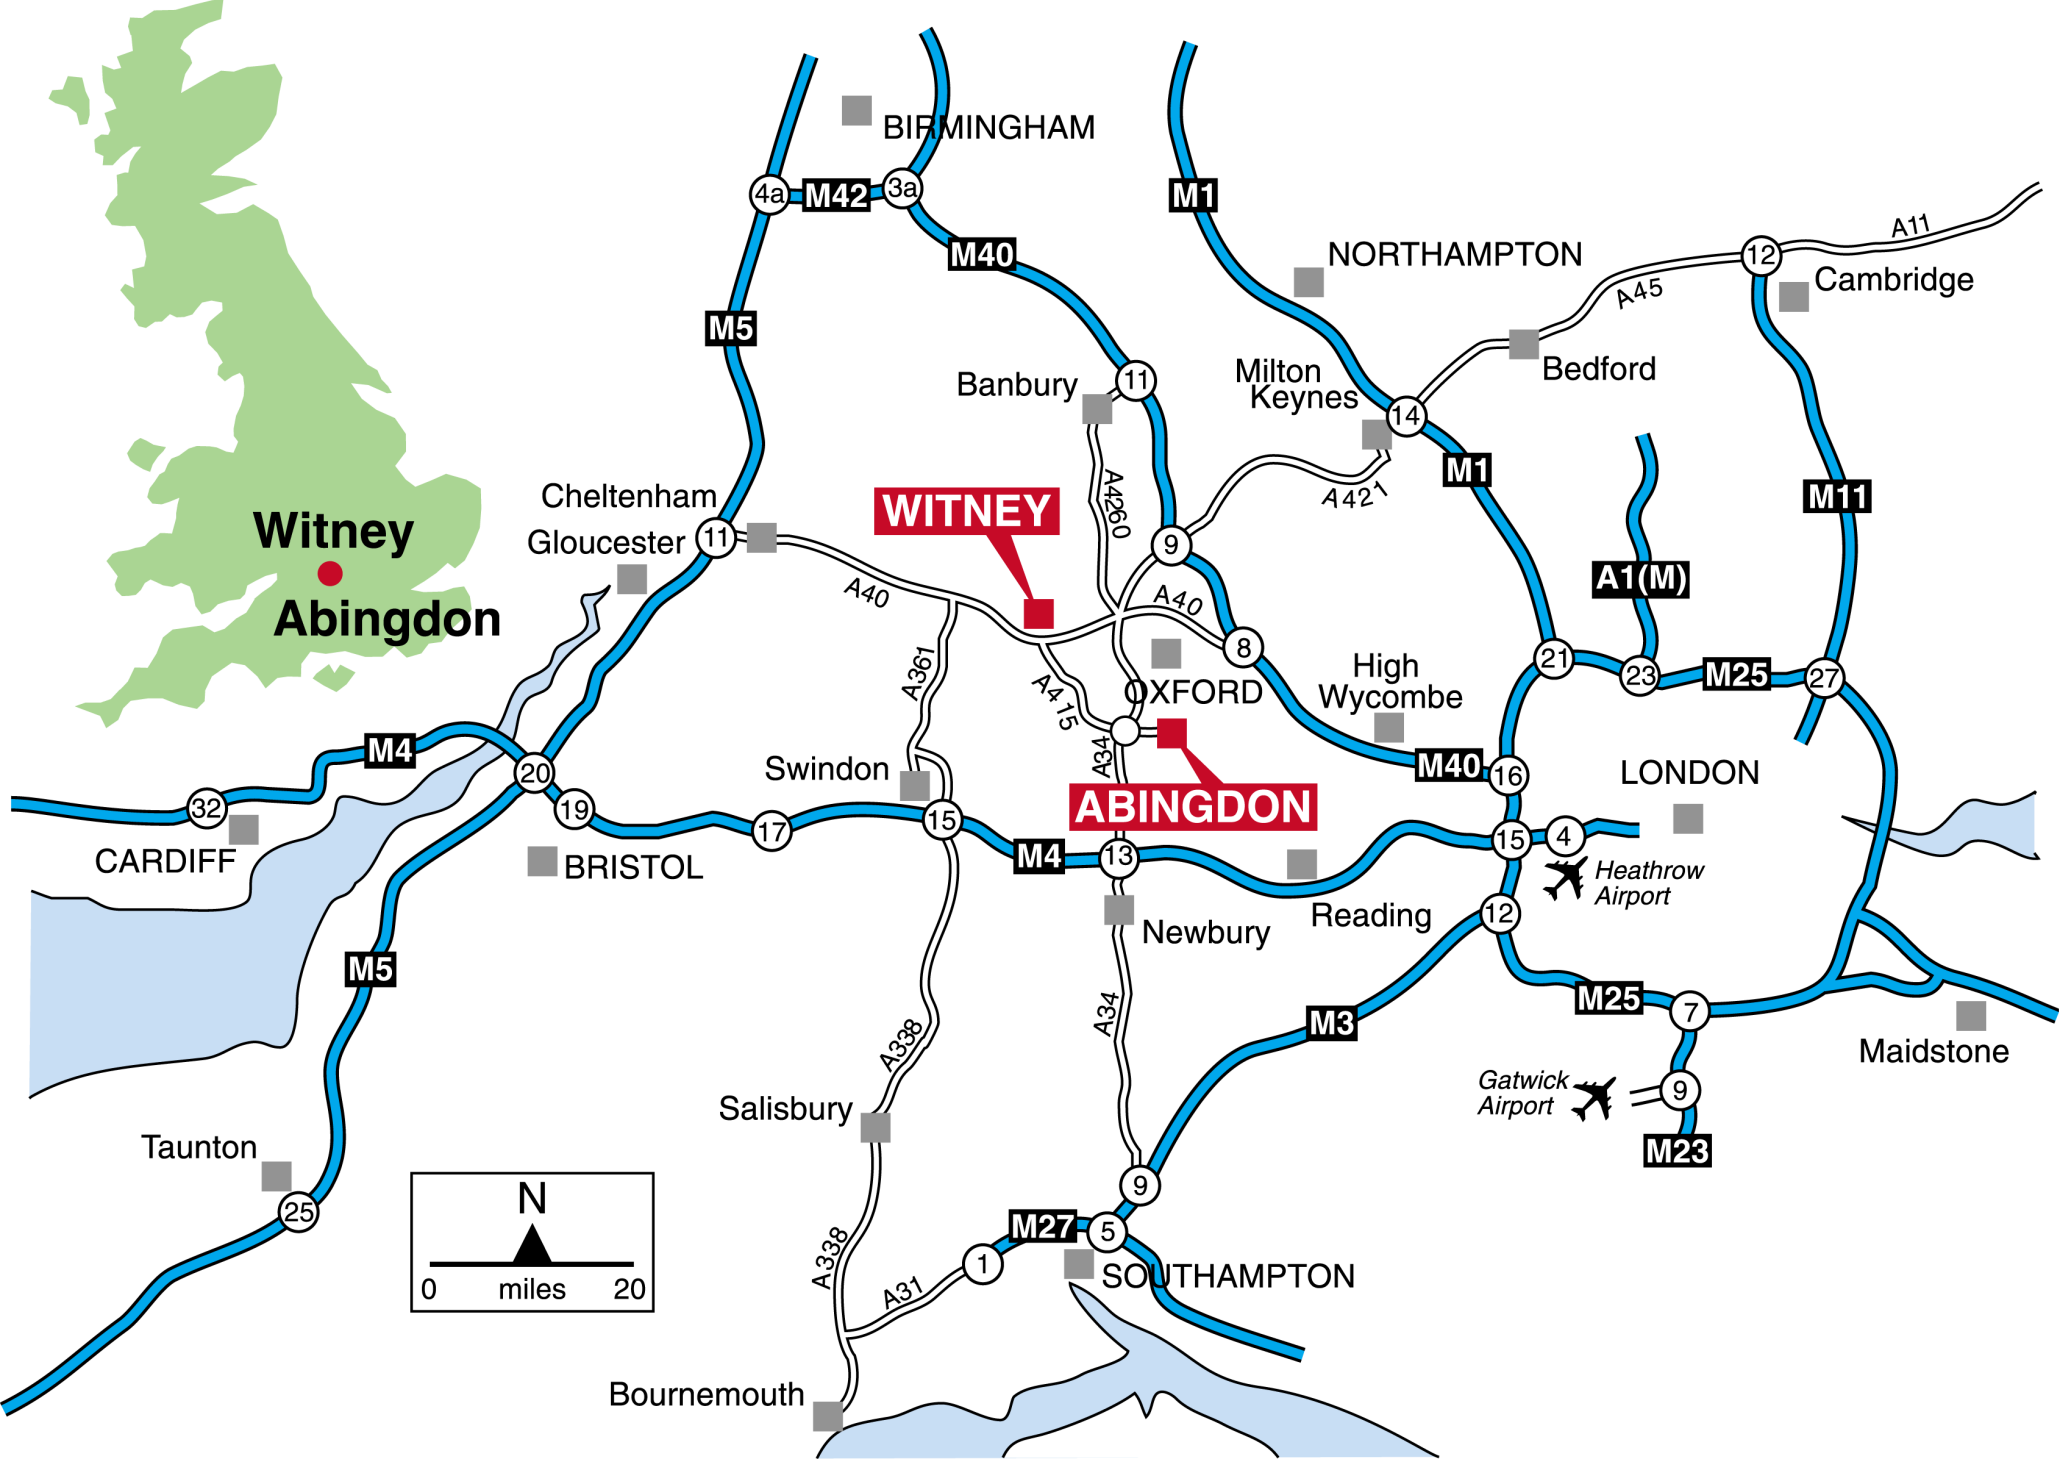 BIRMINGHAM
4a
M42
3a
M1
M40
NORTHAMPTON
A11
12
Cambridge
A45
M5
Milton
Keynes
Bedford
Banbury
11
14
M1
M11
A421
A4260
Cheltenham
WITNEY
Gloucester
11
9
Witney
Abingdon
A40
A40
A1(M)
A361
A415
OXFORD
8
High
Wycombe
21
23
M25
27
M4
A34
20
Swindon
M40
16
LONDON
32
19
17
15
ABINGDON
15
4
CARDIFF
BRISTOL
M4
13
Heathrow
Airport
Reading
12
Newbury
M5
M25
7
A34
M3
A338
Maidstone
Gatwick
Airport
9
Salisbury
M23
Taunton
25
N
0 miles 20
9
M27
5
1
SOUTHAMPTON
A338
A31
Bournemouth